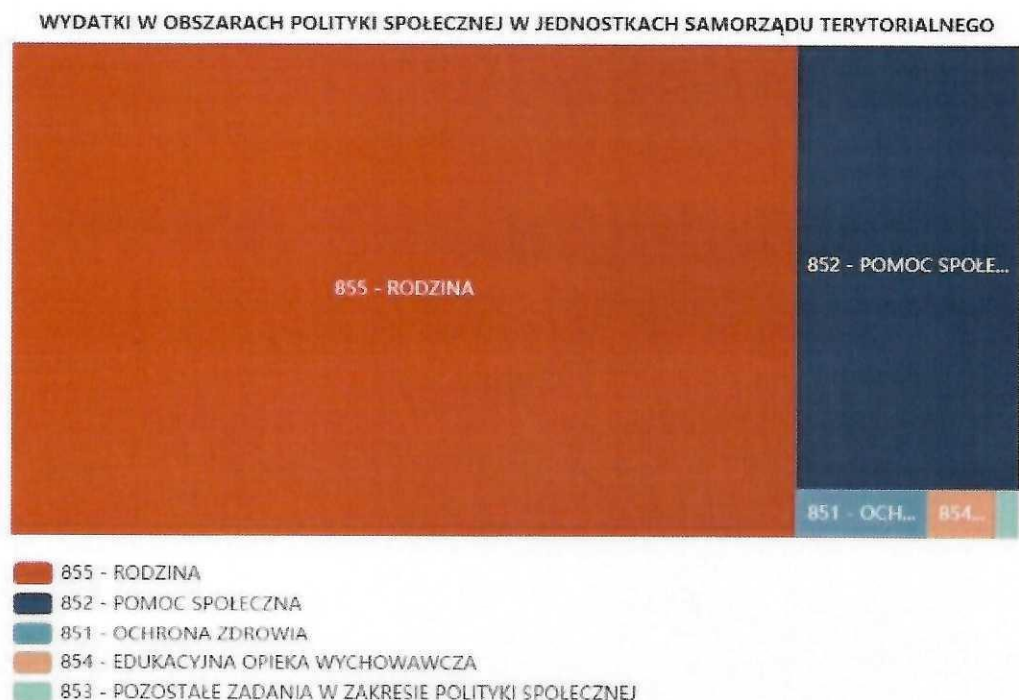 WYDATKI W OBSZARACH POLITYKI SPOŁECZNEJ W JEDNOSTKACH SAMORZĄDU TERYTORIALNEGO
855 - RODZINA
852 - POMOC SPOŁE...
851 - OCH...
854...
855 - RODZINA
852 - POMOC SPOŁECZNA
851 - OCHRONA ZDROWIA
854 - EDUKACYJNA OPIEKA WYCHOWAWCZA
853 - POZOSTAŁE ZADANIA W ZAKRESIE POLITYKI SPOŁECZNEJ